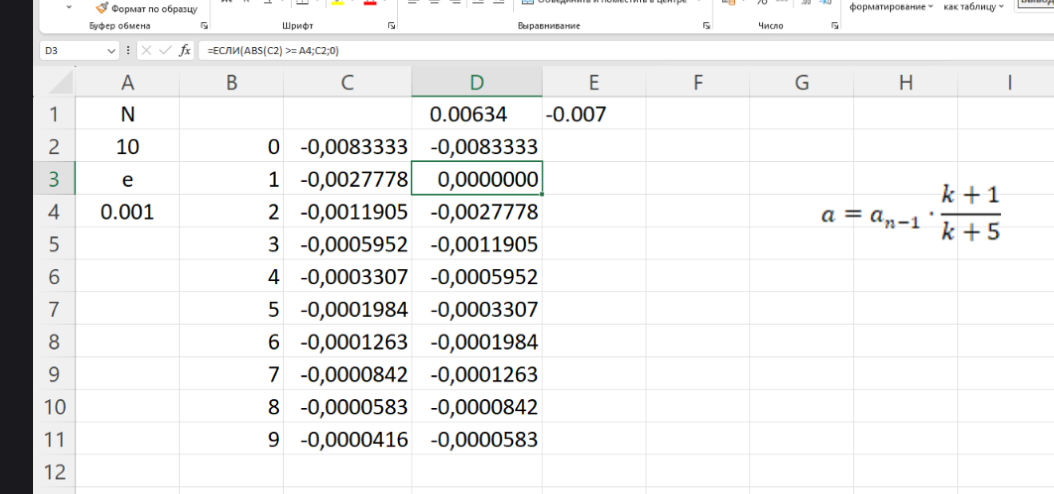 Формат по образцу
форматирование как таблицу
Буфер обмена Шрифт Выравнивание Число
D3 fx =ЕСЛИ(ABS(C2) >= A4;C2;0)
A B C D E F G H I
1 N 0.00634 -0.007
2 10 0 -0,0083333 -0,0083333
3 e 1 -0,0027778 0,0000000
4 0.001 2 -0,0011905 -0,0027778
5 3 -0,0005952 -0,0011905
6 4 -0,0003307 -0,0005952
7 5 -0,0001984 -0,0003307
8 6 -0,0001263 -0,0001984
9 7 -0,0000842 -0,0001263
10 8 -0,0000583 -0,0000842
11 9 -0,0000416 -0,0000583
12
a = aₙ₋₁ · (k + 1)/(k + 5)